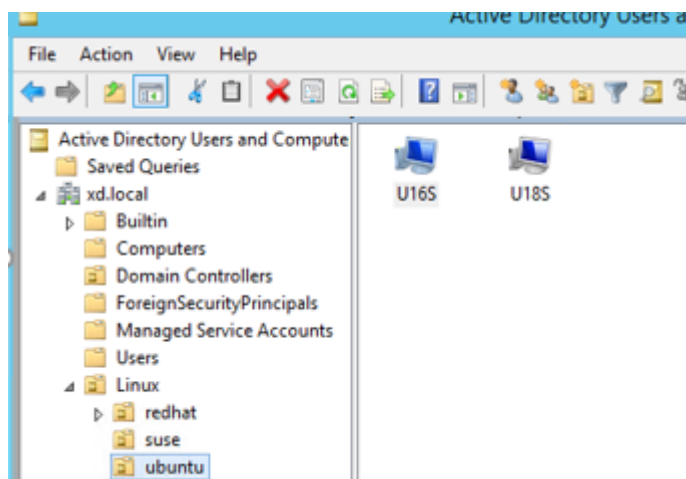 Active Directory Users a
File Action View Help
Active Directory Users and Compute
Saved Queries
xd.local
Builtin
Computers
Domain Controllers
ForeignSecurityPrincipals
Managed Service Accounts
Users
Linux
redhat
suse
ubuntu
U16S U18S